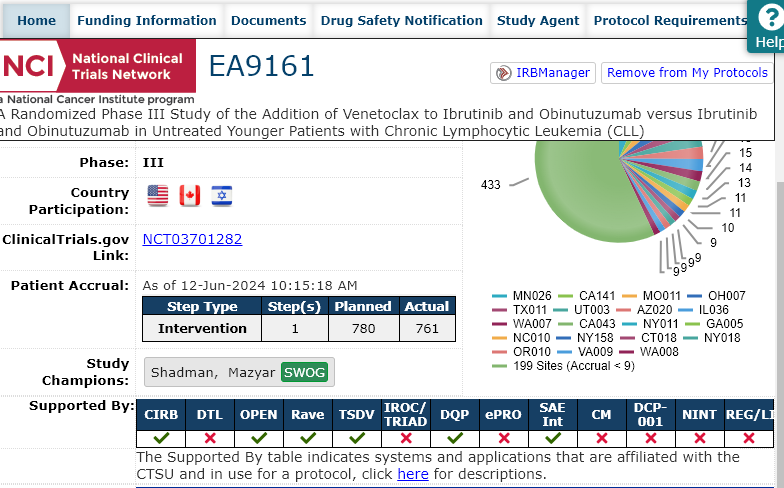 Home
Funding Information
Documents
Drug Safety Notification
Study Agent
Protocol Requirements
?
Help
NCI
National Clinical
Trials Network
a National Cancer Institute program
EA9161
IRBManager
Remove from My Protocols
A Randomized Phase III Study of the Addition of Venetoclax to Ibrutinib and Obinutuzumab versus Ibrutinib
and Obinutuzumab in Untreated Younger Patients with Chronic Lymphocytic Leukemia (CLL)
Phase: III
Country
Participation:
ClinicalTrials.gov
Link:
NCT03701282
Patient Accrual: As of 12-Jun-2024 10:15:18 AM
Step Type Step(s) Planned Actual
Intervention 1 780 761
Study
Champions:
Shadman, Mazyar SWOG
433
15
14
13
11
11
10
9
9
9
9
MN026 CA141 MO011 OH007
TX011 UT003 AZ020 IL036
WA007 CA043 NY011 GA005
NC010 NY158 CT018 NY018
OR010 VA009 WA008
199 Sites (Accrual < 9)
Supported By:
CIRB DTL OPEN Rave TSDV IROC/TRIAD DQP ePRO SAE Int CM DCP-001 NINT REG/LI
The Supported By table indicates systems and applications that are affiliated with the
CTSU and in use for a protocol, click here for descriptions.